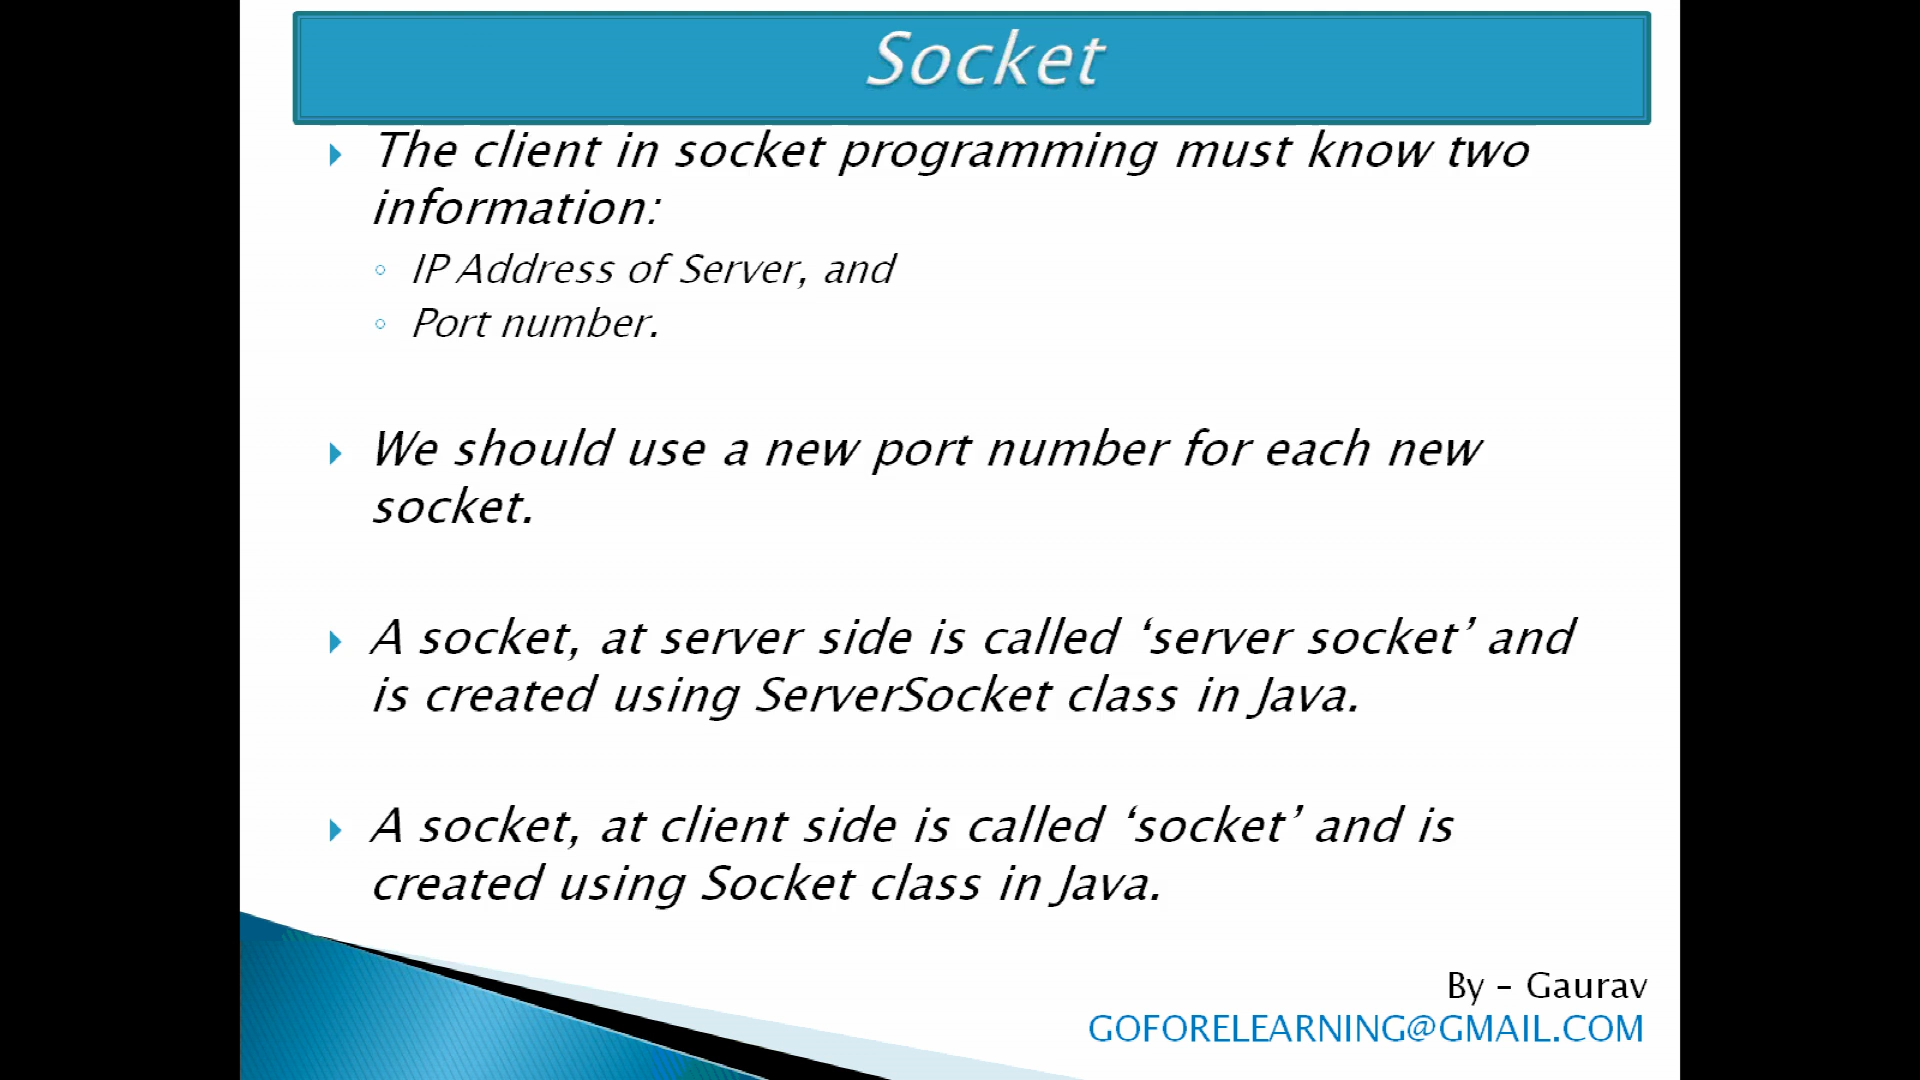 Socket
The client in socket programming must know two
information:
IP Address of Server, and
Port number.
We should use a new port number for each new
socket.
A socket, at server side is called ‘server socket’ and
is created using ServerSocket class in Java.
A socket, at client side is called ‘socket’ and is
created using Socket class in Java.
By – Gaurav
GOFORELEARNING@GMAIL.COM